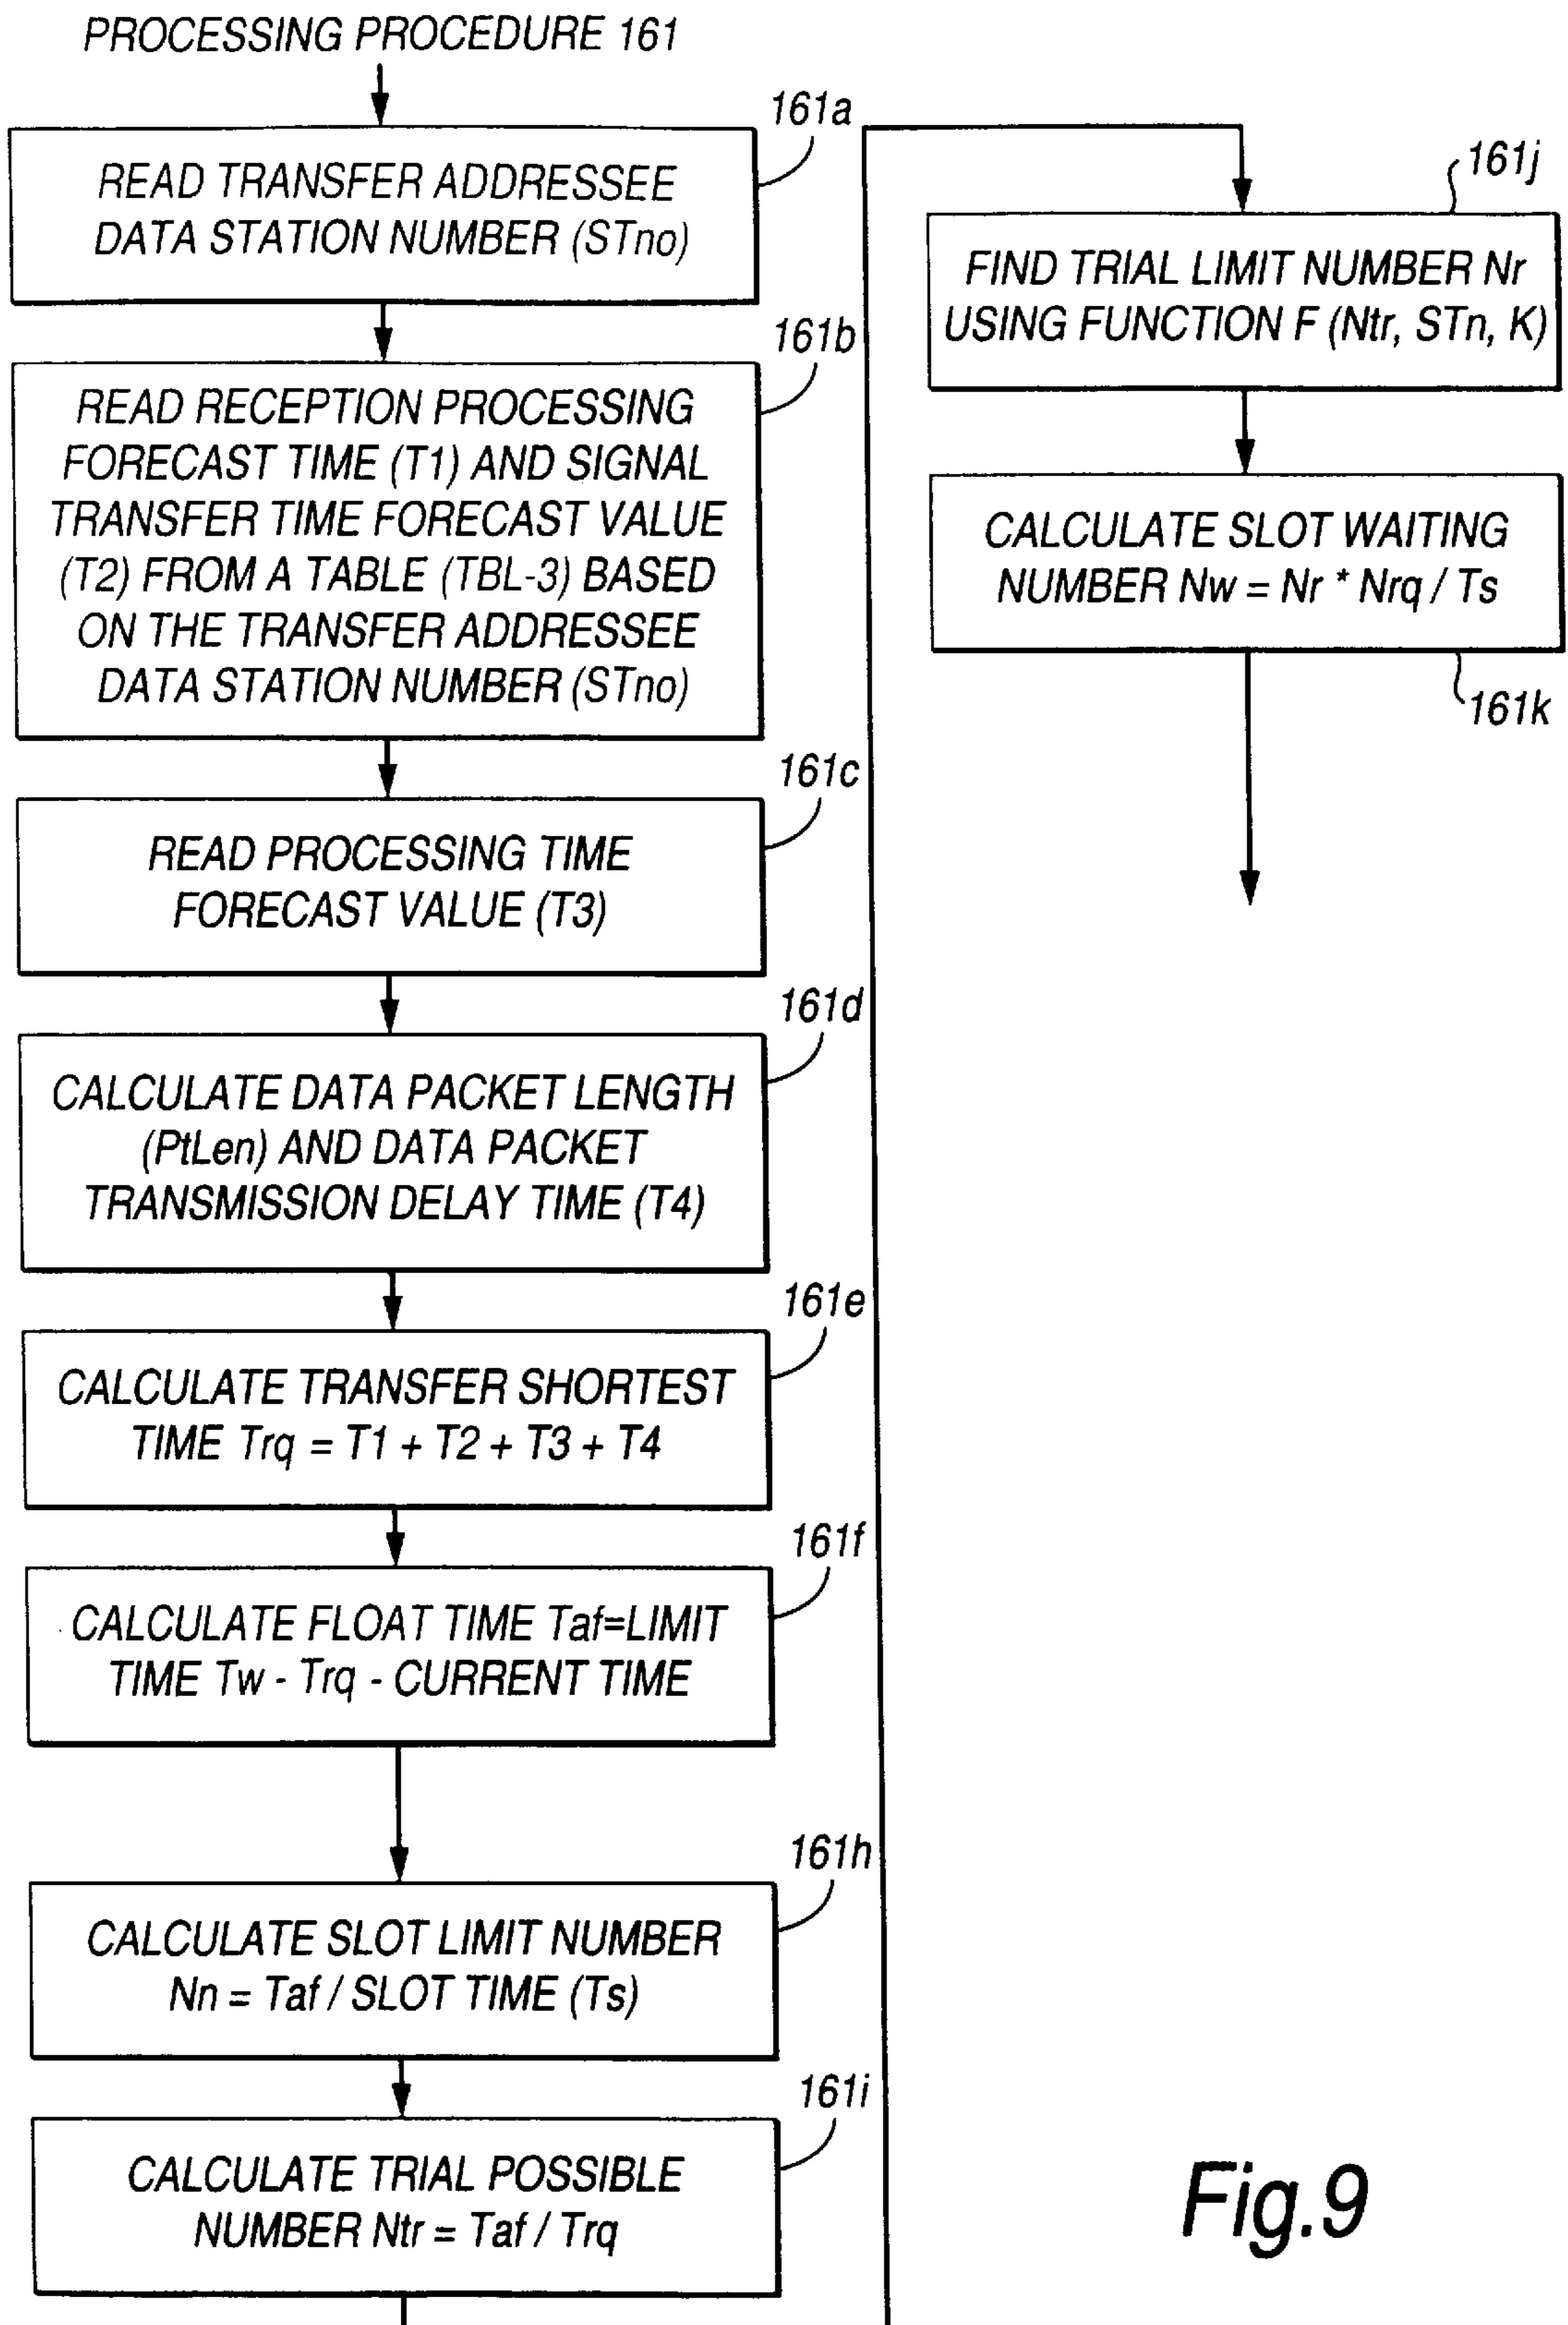 PROCESSING PROCEDURE 161
161a
READ TRANSFER ADDRESSEE
DATA STATION NUMBER (STno)
161b
READ RECEPTION PROCESSING
FORECAST TIME (T1) AND SIGNAL
TRANSFER TIME FORECAST VALUE
(T2) FROM A TABLE (TBL-3) BASED
ON THE TRANSFER ADDRESSEE
DATA STATION NUMBER (STno)
161c
READ PROCESSING TIME
FORECAST VALUE (T3)
161d
CALCULATE DATA PACKET LENGTH
(PtLen) AND DATA PACKET
TRANSMISSION DELAY TIME (T4)
161e
CALCULATE TRANSFER SHORTEST
TIME Trq = T1 + T2 + T3 + T4
161f
CALCULATE FLOAT TIME Taf=LIMIT
TIME Tw - Trq - CURRENT TIME
161h
CALCULATE SLOT LIMIT NUMBER
Nn = Taf / SLOT TIME (Ts)
161i
CALCULATE TRIAL POSSIBLE
NUMBER Ntr = Taf / Trq
161j
FIND TRIAL LIMIT NUMBER Nr
USING FUNCTION F (Ntr, STn, K)
CALCULATE SLOT WAITING
NUMBER Nw = Nr * Nrq / Ts
161k
Fig.9